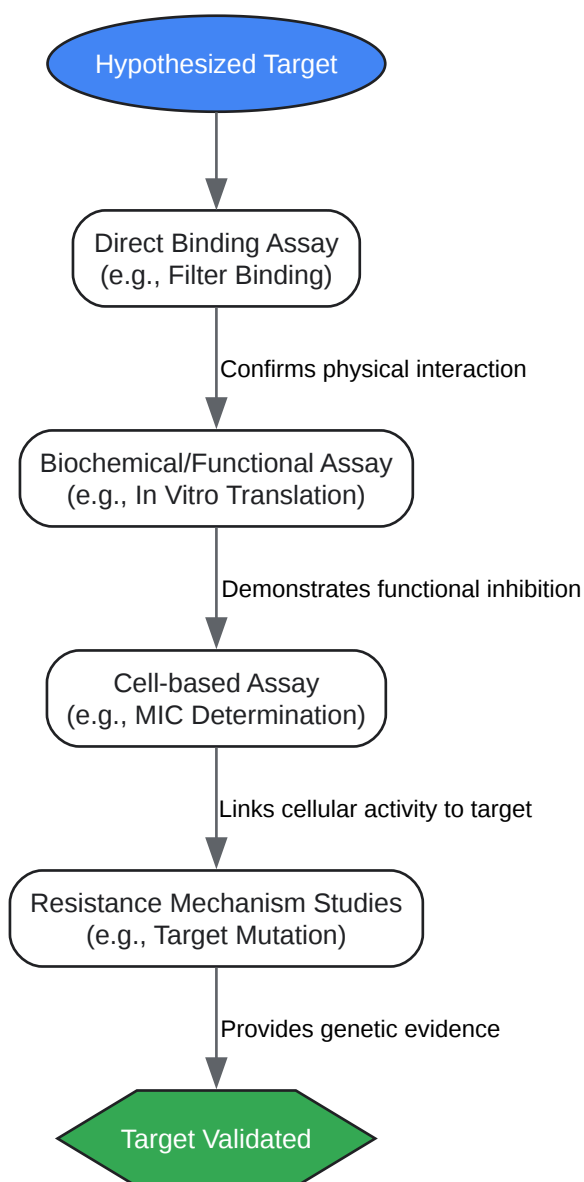 Hypothesized Target
Direct Binding Assay
(e.g., Filter Binding)
Confirms physical interaction
Biochemical/Functional Assay
(e.g., In Vitro Translation)
Demonstrates functional inhibition
Cell-based Assay
(e.g., MIC Determination)
Links cellular activity to target
Resistance Mechanism Studies
(e.g., Target Mutation)
Provides genetic evidence
Target Validated